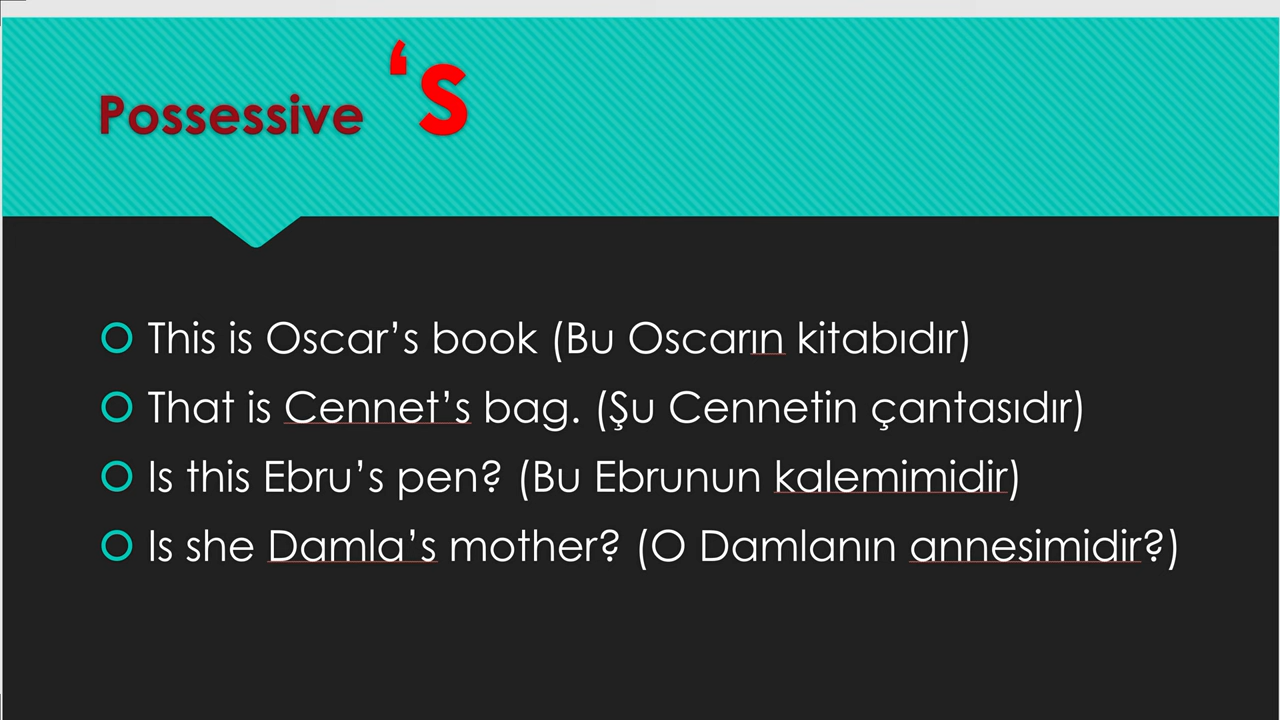 Possessive ‘s
This is Oscar’s book (Bu Oscarın kitabıdır)
That is Cennet’s bag. (Şu Cennetin çantasıdır)
Is this Ebru’s pen? (Bu Ebrunun kalemimidir)
Is she Damla’s mother? (O Damlanın annesimidir?)